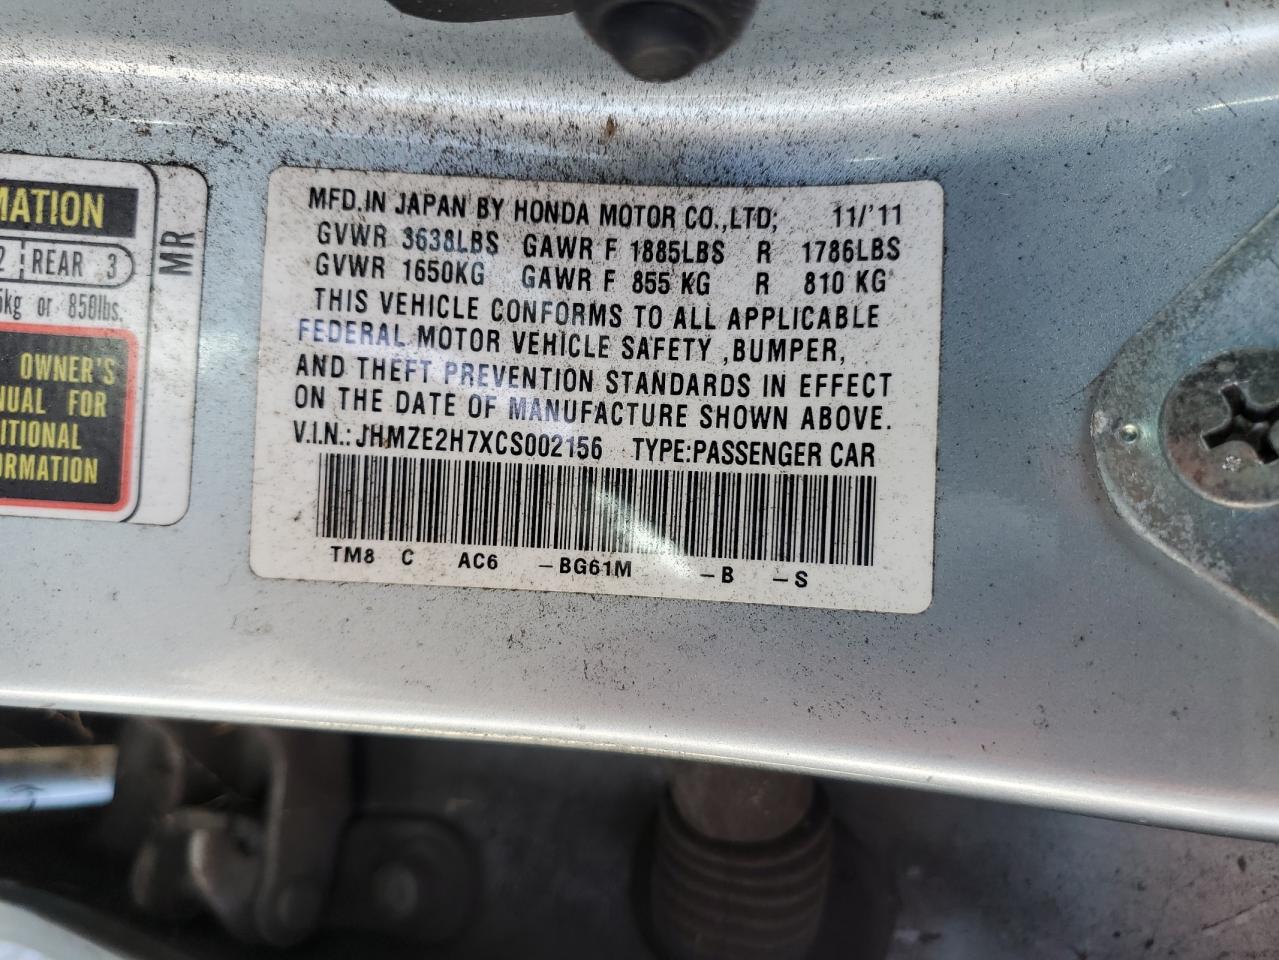 MATION
2 REAR 3
5kg or 850lbs.
OWNER'S
NUAL FOR
ITIONAL
ORMATION
MR
MFD.IN JAPAN BY HONDA MOTOR CO.,LTD; 11/'11
GVWR 3638LBS GAWR F 1885LBS R 1786LBS
GVWR 1650KG GAWR F 855 KG R 810 KG
THIS VEHICLE CONFORMS TO ALL APPLICABLE
FEDERAL MOTOR VEHICLE SAFETY ,BUMPER,
AND THEFT PREVENTION STANDARDS IN EFFECT
ON THE DATE OF MANUFACTURE SHOWN ABOVE.
V.I.N.: JHMZE2H7XCS002156 TYPE:PASSENGER CAR
TM8 C AC6 -BG61M -B -S